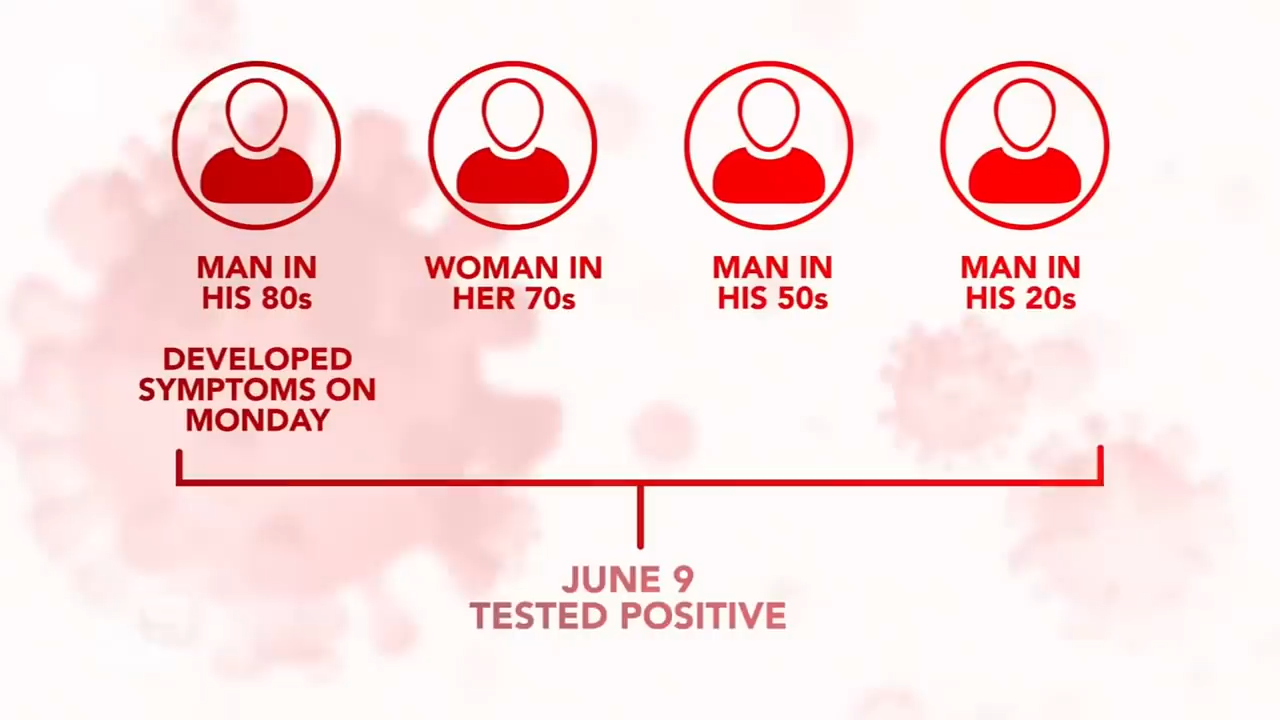 MAN IN
HIS 80s
WOMAN IN
HER 70s
MAN IN
HIS 50s
MAN IN
HIS 20s
DEVELOPED
SYMPTOMS ON
MONDAY
JUNE 9
TESTED POSITIVE